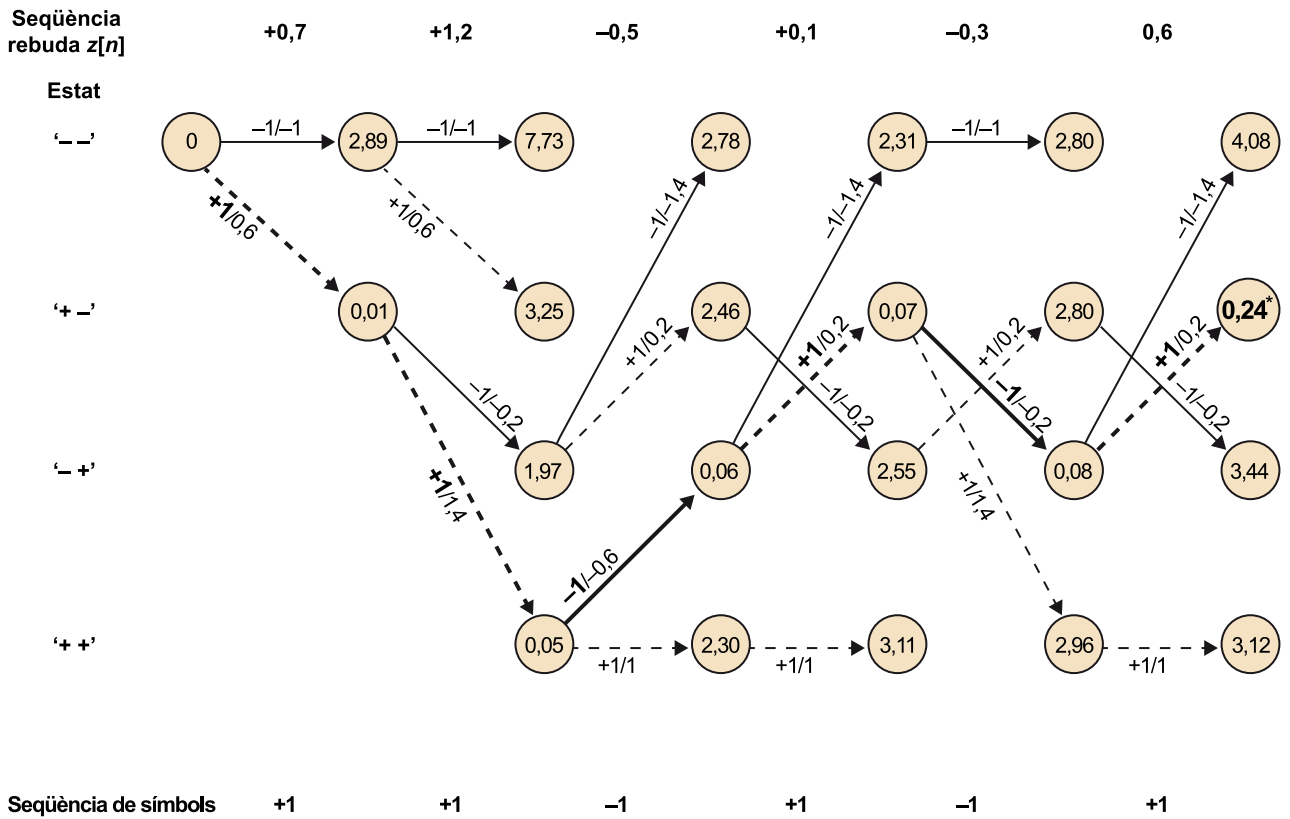 Seqüència
rebuda z[n]
+0,7 +1,2 –0,5 +0,1 –0,3 0,6
Estat
‘– –’
0 –1/–1 2,89 –1/–1 7,73 2,78 2,31 –1/–1 2,80 4,08
+1/0,6 +1/0,6 –1/–1,4 –1/–1,4 –1/–1,4
‘+ –’
0,01 3,25 2,46 0,07 2,80 0,24*
–1/–0,2 +1/0,2 +1/0,2 –1/–0,2 –1/–0,2 +1/0,2 +1/0,2 –1/–0,2
‘– +’
1,97 0,06 2,55 0,08 3,44
+1/1,4 –1/–0,6 +1/1,4
‘+ +’
0,05 +1/1 2,30 +1/1 3,11 2,96 +1/1 3,12
Seqüència de símbols +1 +1 –1 +1 –1 +1